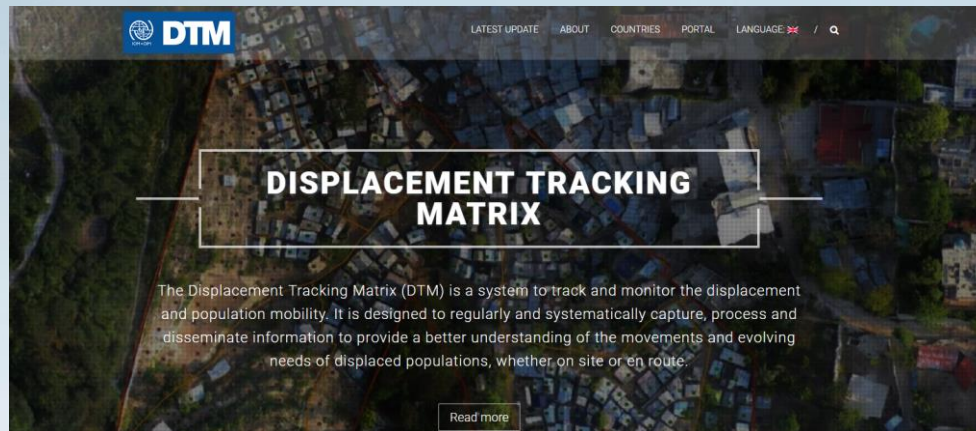 DTM
LATEST UPDATE
ABOUT
COUNTRIES
PORTAL
LANGUAGE:
/
DISPLACEMENT TRACKING
MATRIX
The Displacement Tracking Matrix (DTM) is a system to track and monitor the displacement
and population mobility. It is designed to regularly and systematically capture, process and
disseminate information to provide a better understanding of the movements and evolving
needs of displaced populations, whether on site or en route.
Read more